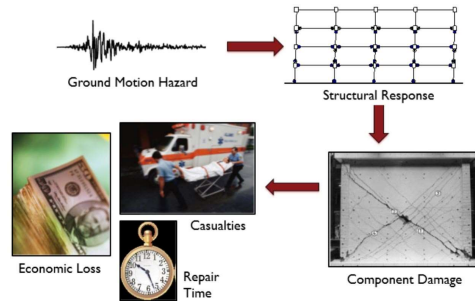 Ground Motion Hazard
Structural Response
Component Damage
Casualties
Economic Loss
Repair
Time